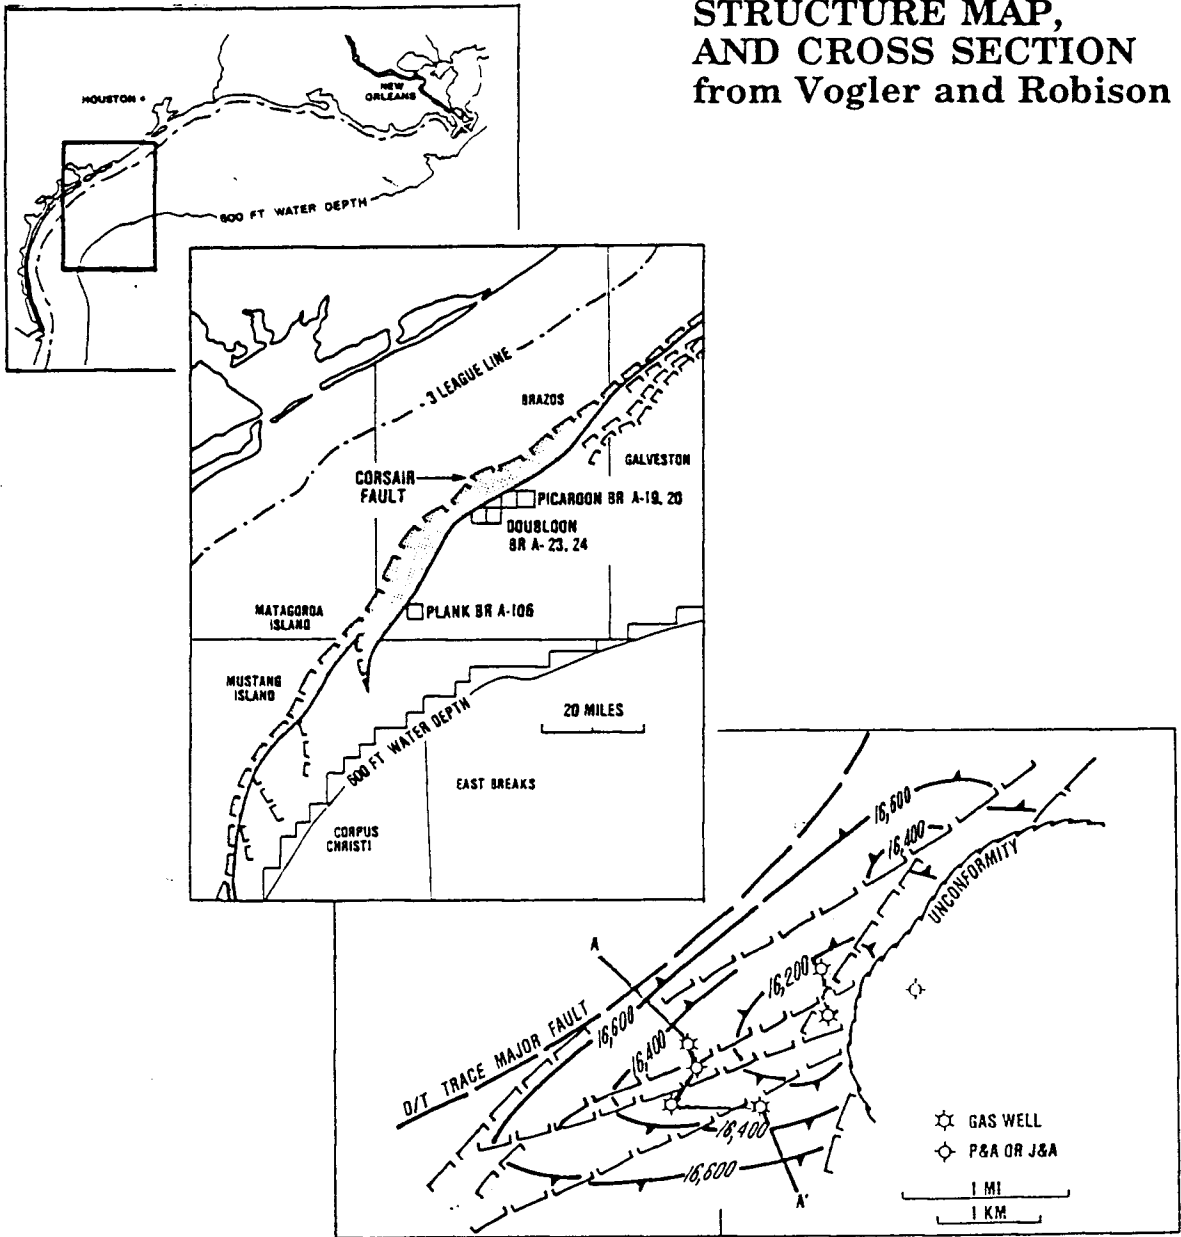 STRUCTURE MAP,
AND CROSS SECTION
from Vogler and Robison
HOUSTON
NEW
ORLEANS
600 FT WATER DEPTH
3 LEAGUE LINE
BRAZOS
GALVESTON
CORSAIR
FAULT
PICAROON BR A-19, 20
DOUBLOON
BR A-23, 24
PLANK BR A-106
MATAGORDA
ISLAND
MUSTANG
ISLAND
20 MILES
600 FT WATER DEPTH
EAST BREAKS
CORPUS
CHRISTI
16,600
16,400
UNCONFORMITY
A
16,200
D/T TRACE MAJOR FAULT
16,600
16,400
16,400
16,600
A'
GAS WELL
P&A OR J&A
1 MI
1 KM